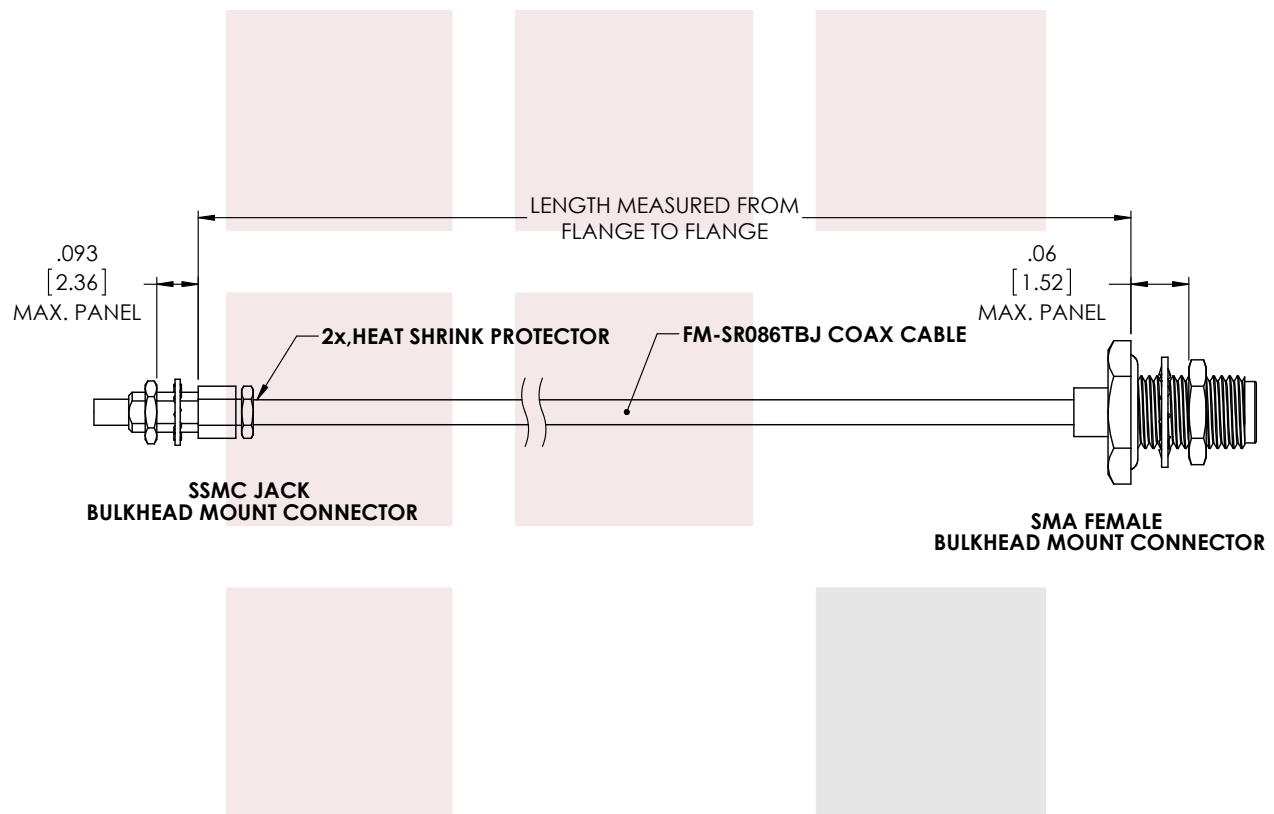 LENGTH MEASURED FROM
FLANGE TO FLANGE
.093
[2.36]
MAX. PANEL
.06
[1.52]
MAX. PANEL
2x,HEAT SHRINK PROTECTOR
FM-SR086TBJ COAX CABLE
SSMC JACK
BULKHEAD MOUNT CONNECTOR
SMA FEMALE
BULKHEAD MOUNT CONNECTOR